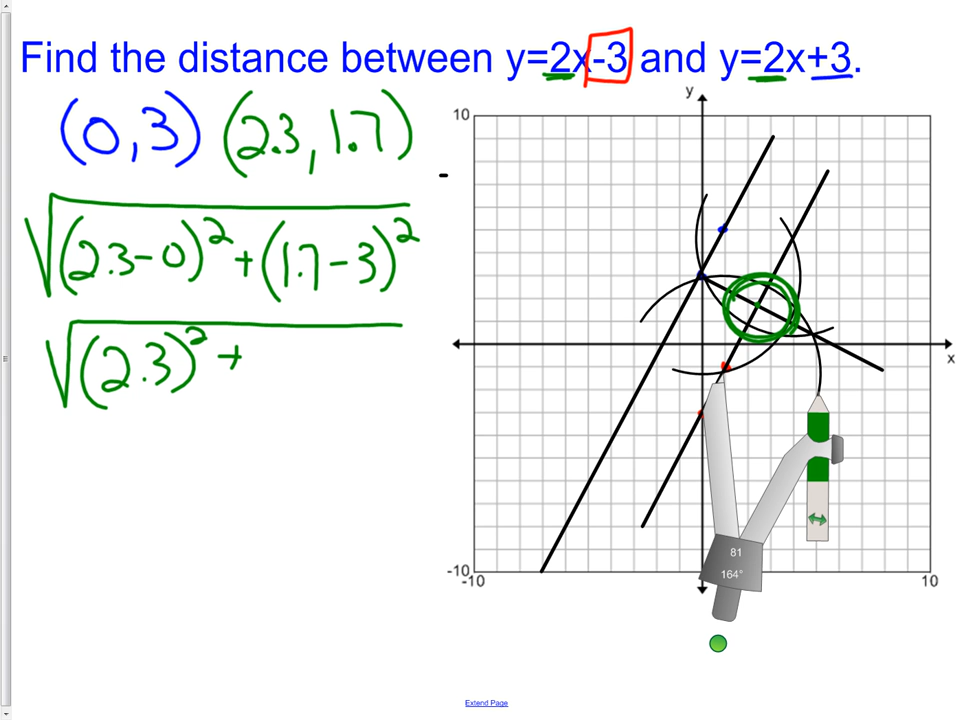 Find the distance between y=2x-3 and y=2x+3.
(0,3) (2.3, 1.7)
√(2.3-0)² + (1.7-3)²
√(2.3)² +
y
10
-
x
-10
-10
10
81
164°
Extend Page